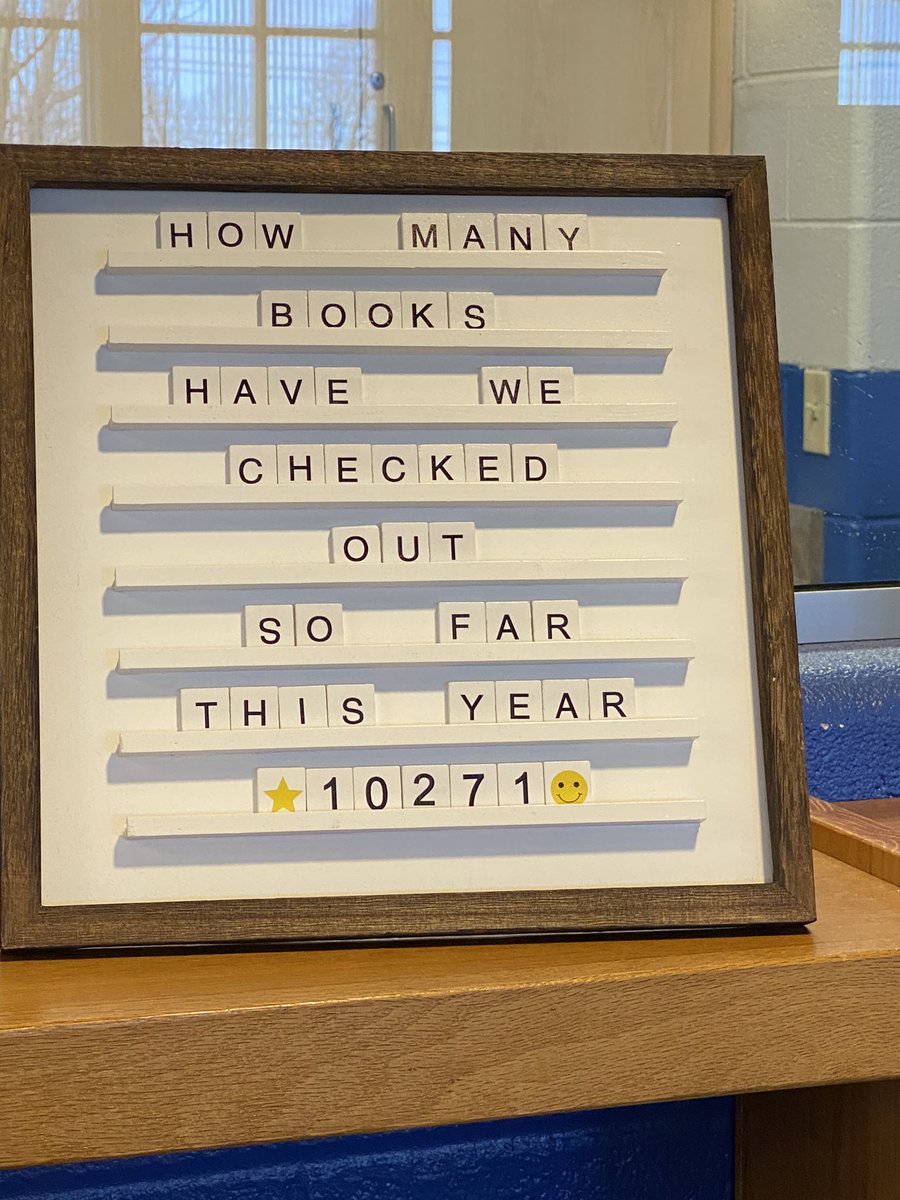 HOW MANY
BOOKS
HAVE WE
CHECKED
OUT
SO FAR
THIS YEAR
10271